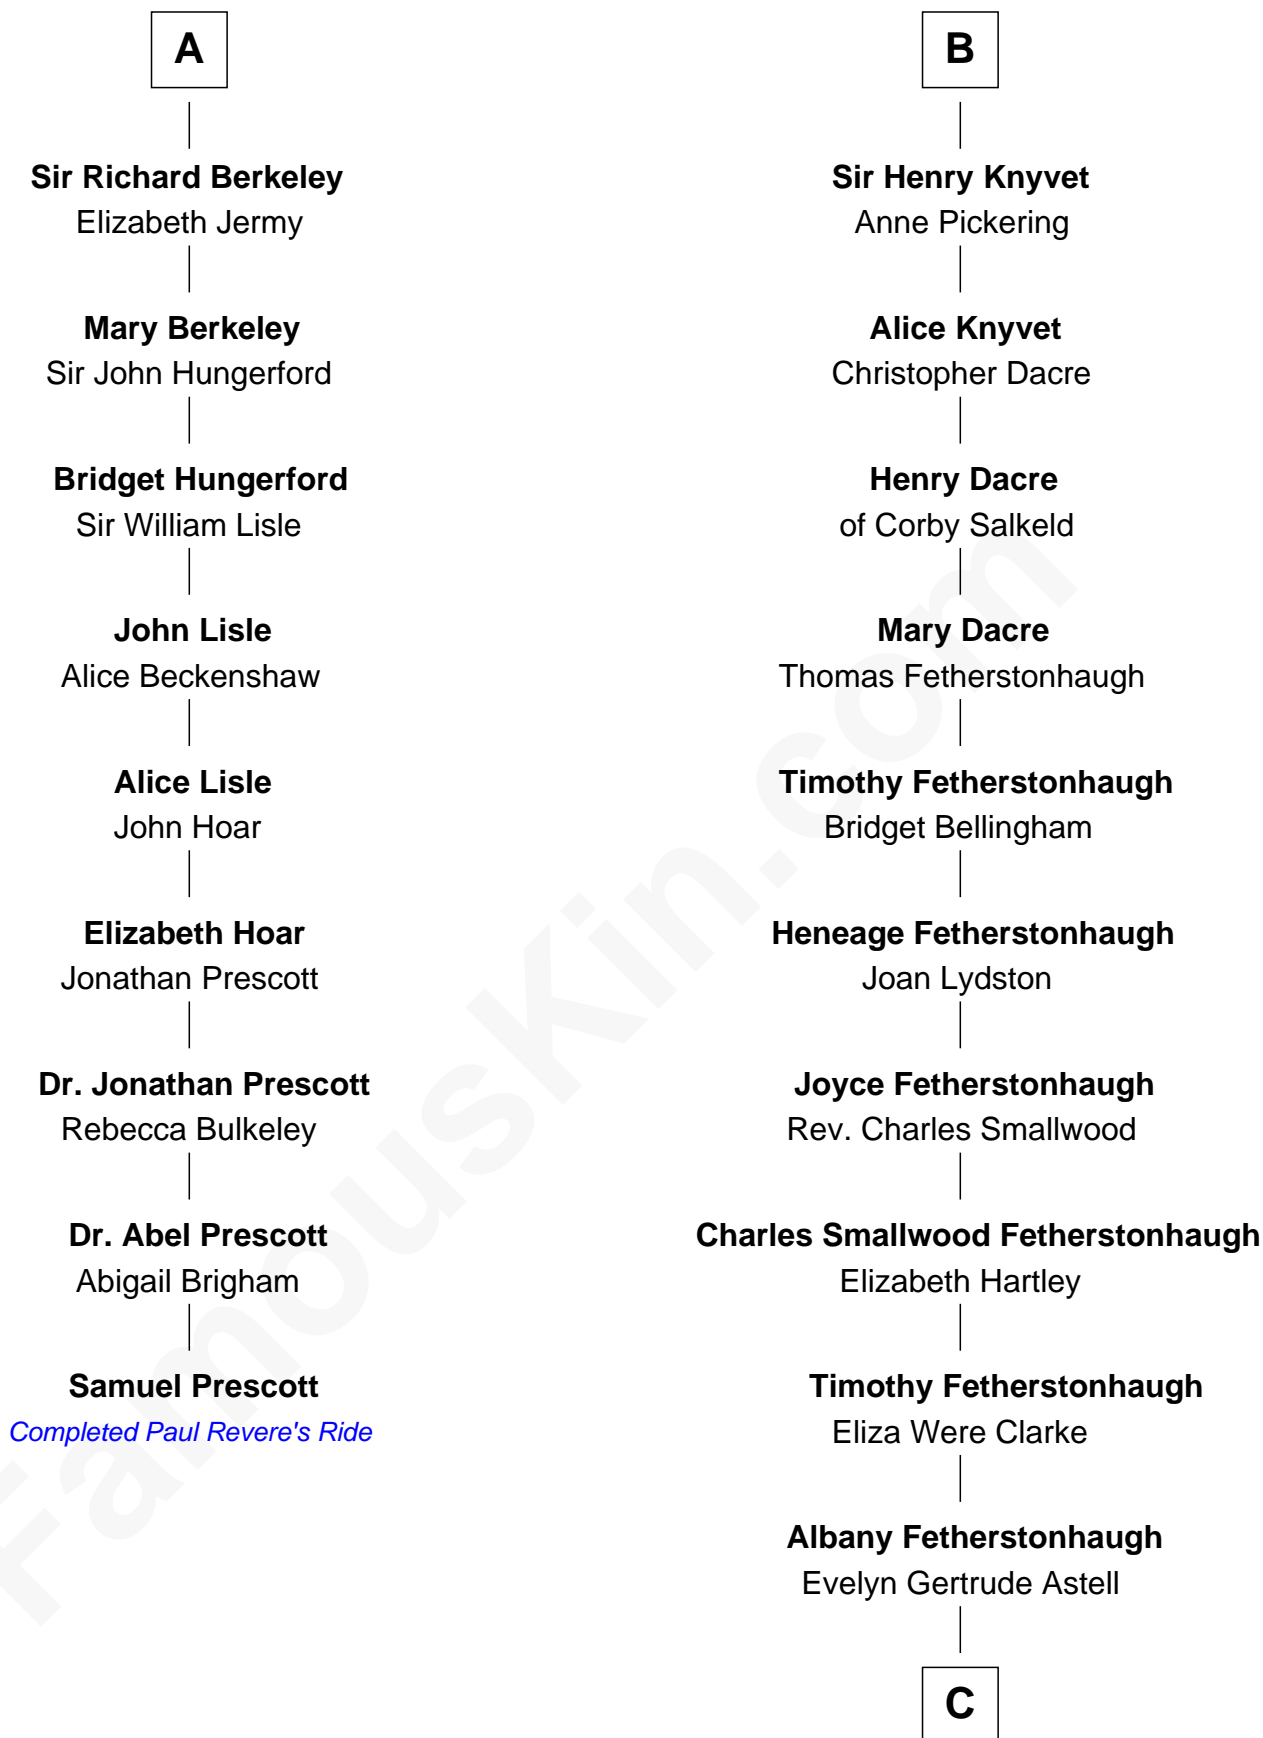 A
Sir Richard Berkeley
Elizabeth Jermy
Mary Berkeley
Sir John Hungerford
Bridget Hungerford
Sir William Lisle
John Lisle
Alice Beckenshaw
Alice Lisle
John Hoar
Elizabeth Hoar
Jonathan Prescott
Dr. Jonathan Prescott
Rebecca Bulkeley
Dr. Abel Prescott
Abigail Brigham
Samuel Prescott
Completed Paul Revere's Ride
B
Sir Henry Knyvet
Anne Pickering
Alice Knyvet
Christopher Dacre
Henry Dacre
of Corby Salkeld
Mary Dacre
Thomas Fetherstonhaugh
Timothy Fetherstonhaugh
Bridget Bellingham
Heneage Fetherstonhaugh
Joan Lydston
Joyce Fetherstonhaugh
Rev. Charles Smallwood
Charles Smallwood Fetherstonhaugh
Elizabeth Hartley
Timothy Fetherstonhaugh
Eliza Were Clarke
Albany Fetherstonhaugh
Evelyn Gertrude Astell
C
FamousKin.com